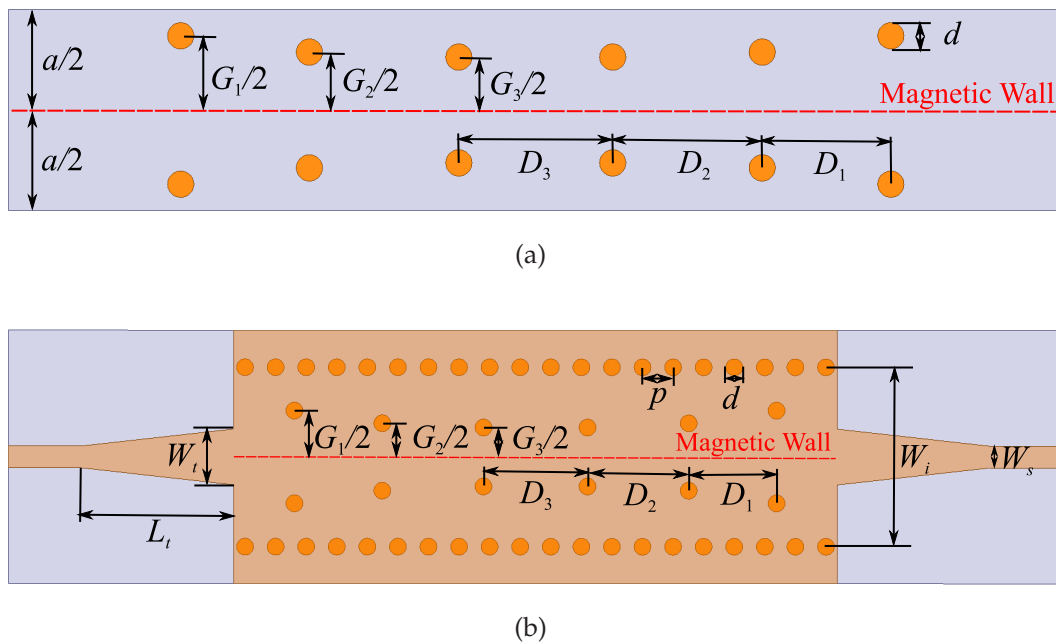 a/2
G₁/2
G₂/2
G₃/2
d
Magnetic Wall
a/2
D₃
D₂
D₁
(a)
p
d
Wₜ
G₁/2
G₂/2
G₃/2
Magnetic Wall
Wᵢ
Wₛ
D₃
D₂
D₁
Lₜ
(b)